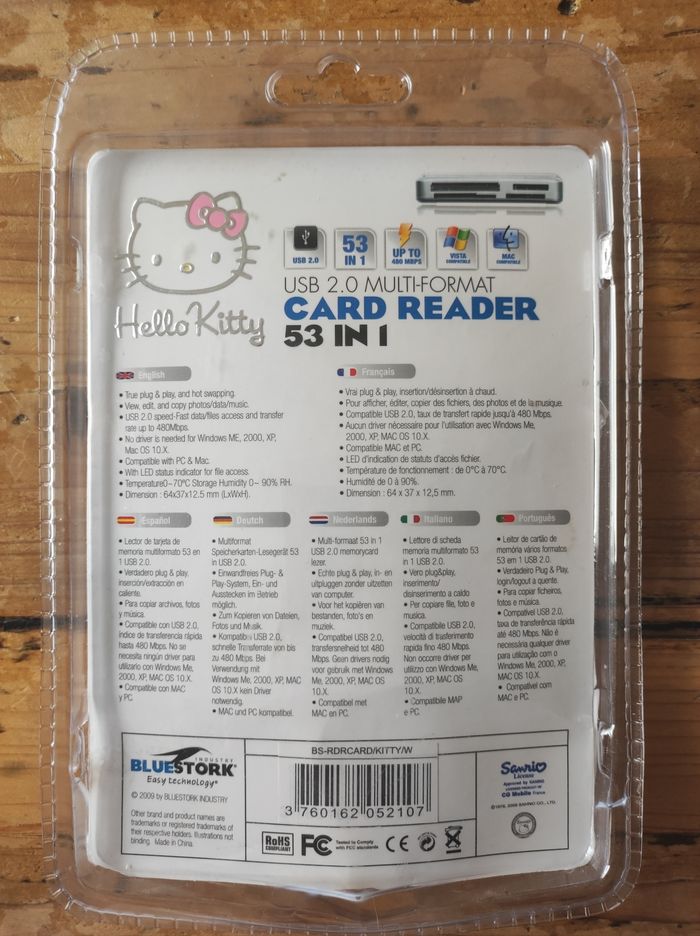 Hello Kitty
USB 2.0
53
IN 1
UP TO
480 MBPS
VISTA
COMPATIBLE
MAC
COMPATIBLE
USB 2.0 MULTI-FORMAT
CARD READER
53 IN 1
English
• True plug & play, and hot swapping.
• View, edit, and copy photos/data/music.
• USB 2.0 speed-Fast data/files access and transfer
rate up to 480Mbps.
• No driver is needed for Windows ME, 2000, XP,
Mac OS 10.X.
• Compatible with PC & Mac.
• With LED status indicator for file access.
• Temperature0~70°C Storage Humidity 0~ 90% RH.
• Dimension : 64x37x12.5 mm (LxWxH).
Français
• Vrai plug & play, insertion/désinsertion à chaud.
• Pour afficher, éditer, copier des fichiers, des photos et de la musique.
• Compatible USB 2.0, taux de transfert rapide jusqu'à 480 Mbps.
• Aucun driver nécessaire pour l'utilisation avec Windows Me,
2000, XP, MAC OS 10.X.
• Compatible MAC et PC.
• LED d'indication de statuts d'accès fichier.
• Température de fonctionnement : de 0°C à 70°C.
• Humidité de 0 à 90%.
• Dimension : 64 x 37 x 12,5 mm.
Español
• Lector de tarjeta de
memoria multiformato 53 en
1 USB 2.0.
• Verdadero plug & play,
inserción/extracción en
caliente.
• Para copiar archivos, fotos
y música.
• Compatible con USB 2.0,
índice de transferencia rápida
hasta 480 Mbps. No se
necesita ningún driver para
utilizarlo con Windows Me,
2000, XP, MAC OS 10.X.
• Compatible con MAC
y PC.
Deutch
• Multiformat
Speicherkarten-Lesegerät 53
in USB 2.0.
• Einwandfreies Plug- &
Play-System, Ein- und
Ausstecken im Betrieb
möglich.
• Zum Kopieren von Dateien,
Fotos und Musik.
• Kompatibel USB 2.0,
schnelle Transferrate von bis
zu 480 Mbps. Bei
Verwendung mit
Windows Me, 2000, XP, MAC
OS 10.X kein Driver
notwendig.
• MAC und PC kompatibel.
Nederlands
• Multi-formaat 53 in 1
USB 2.0 memorycard
lezer.
• Echte plug & play, in- en
uitpluggen zonder uitzetten
van computer.
• Voor het kopiëren van
bestanden, foto's en
muziek.
• Compatibel USB 2.0,
transfersnelheid tot 480
Mbps. Geen drivers nodig
voor gebruik met Windows
Me, 2000, XP, MAC OS
10.X.
• Compatibel met
MAC en PC.
Italiano
• Lettore di scheda
memoria multiformato 53
in 1 USB 2.0.
• Vero plug&play,
inserimento/
disinserimento a caldo
• Per copiare file, foto e
musica.
• Compatibile USB 2.0,
velocità di trasferimento
rapida fino 480 Mbps.
Non occorre driver per
utilizzo con Windows Me,
2000, XP, MAC OS
10.X.
• Compatibile MAP
e PC.
Português
• Leitor de cartão de
memória vários formatos
53 em 1 USB 2.0.
• Verdadeiro Plug & Play,
login/logout a quente.
• Para copiar ficheiros,
fotos e música.
• Compatível USB 2.0,
taxa de transferência rápida
até 480 Mbps. Não é
necessária qualquer driver
para utilização com o
Windows Me, 2000, XP,
MAC OS 10.X.
• Compatível com
MAC e PC.
INDUSTRY
BLUESTORK®
Easy technology®
© 2009 by BLUESTORK INDUSTRY
Other brand and product names are
trademarks or registered trademarks of
their respective holders. Illustrations not
binding. Made in China.
BS-RDRCARD/KITTY/W
3 760162 052107
RoHS
COMPLIANT
FC
Tested to Comply
with FCC standards
CE
Sanrio
License
Approved by SANRIO
LICENSED PRODUCT BY
CG Mobile France
©1976, 2009 SANRIO CO., LTD.